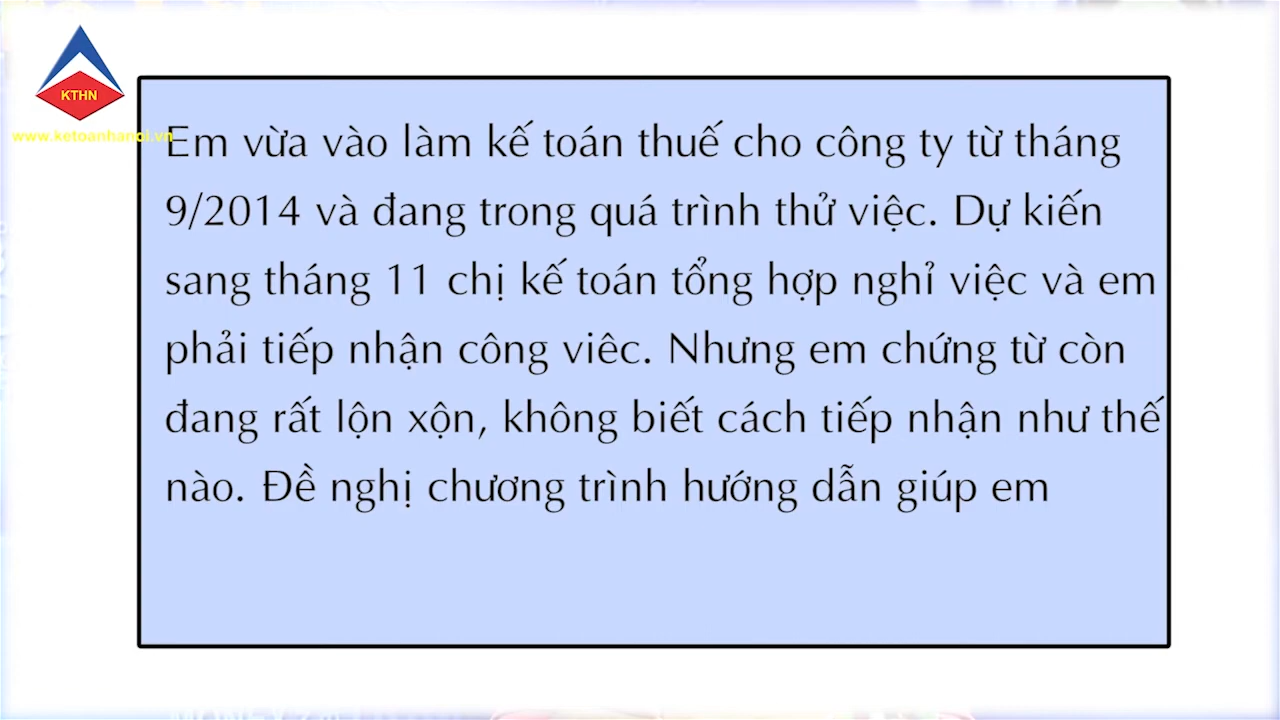 KTHN
www.ketoanhanoi.vn
Em vừa vào làm kế toán thuế cho công ty từ tháng
9/2014 và đang trong quá trình thử việc. Dự kiến
sang tháng 11 chị kế toán tổng hợp nghỉ việc và em
phải tiếp nhận công viêc. Nhưng em chứng từ còn
đang rất lộn xộn, không biết cách tiếp nhận như thế
nào. Đề nghị chương trình hướng dẫn giúp em